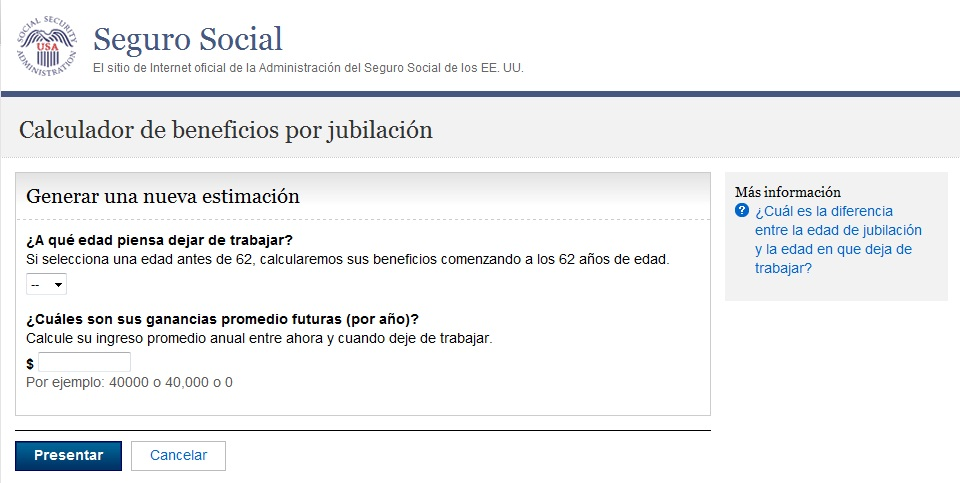 SOCIAL SECURITY ADMINISTRATION
USA
Seguro Social
El sitio de Internet oficial de la Administración del Seguro Social de los EE. UU.
Calculador de beneficios por jubilación
Generar una nueva estimación
¿A qué edad piensa dejar de trabajar?
Si selecciona una edad antes de 62, calcularemos sus beneficios comenzando a los 62 años de edad.
--
¿Cuáles son sus ganancias promedio futuras (por año)?
Calcule su ingreso promedio anual entre ahora y cuando deje de trabajar.
$
Por ejemplo: 40000 o 40,000 o 0
Presentar
Cancelar
Más información
?
¿Cuál es la diferencia
entre la edad de jubilación
y la edad en que deja de
trabajar?